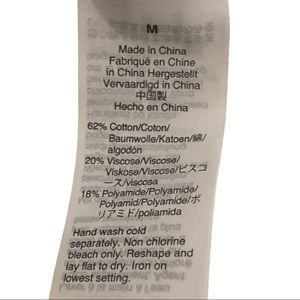 M
Made in China
Fabriqué en Chine
in China Hergestellt
Vervaardigd in China
中国製
Hecho en China
62% Cotton/Coton/
Baumwolle/Katoen/綿/
algodón
20% Viscose/Viscose/
Viskose/Viscose/ビスコ
ース/viscosa
18% Polyamide/Polyamide/
Polyamid/Polyamide/ポ
リアミド/poliamida
Hand wash cold
separately. Non chlorine
bleach only. Reshape and
lay flat to dry. Iron on
lowest setting.